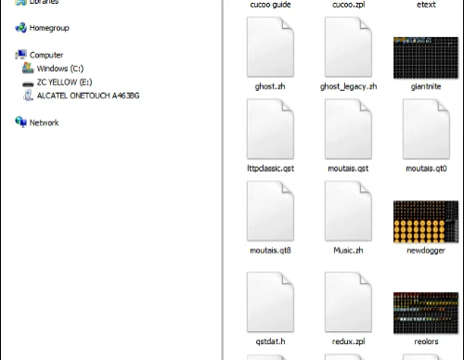 Libraries
cucoo guide
cucoo.zpl
etext
Homegroup
Computer
Windows (C:)
ZC YELLOW (E:)
ALCATEL ONETOUCH A463BG
Network
ghost.zh
ghost_legacy.zh
giantnite
lttpclassic.qst
moutais.qst
moutais.qt0
moutais.qt8
Music.zh
newdogger
qstdat.h
redux.zpl
reolors